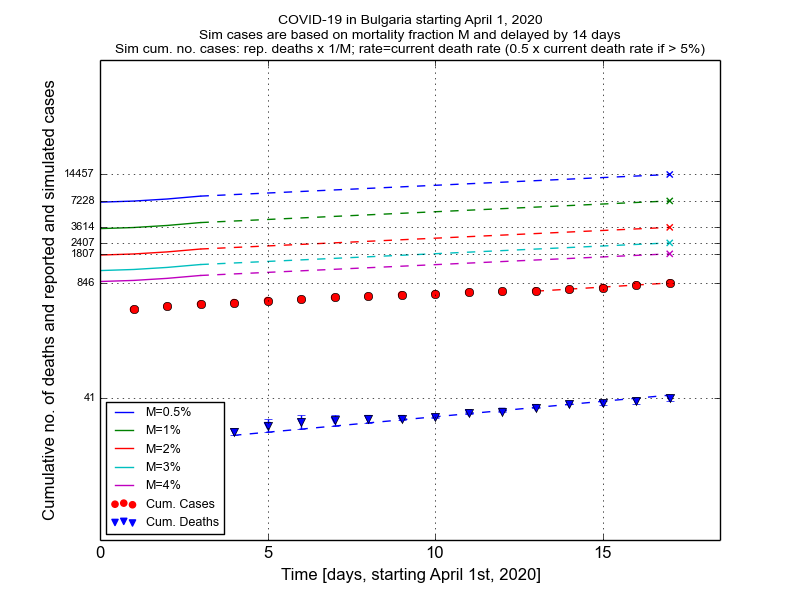 COVID-19 in Bulgaria starting April 1, 2020
Sim cases are based on mortality fraction M and delayed by 14 days
Sim cum. no. cases: rep. deaths x 1/M; rate=current death rate (0.5 x current death rate if > 5%)
Cumulative no. of deaths and reported and simulated cases
14457
7228
3614
2407
1807
846
41
M=0.5%
M=1%
M=2%
M=3%
M=4%
Cum. Cases
Cum. Deaths
0
5
10
15
Time [days, starting April 1st, 2020]